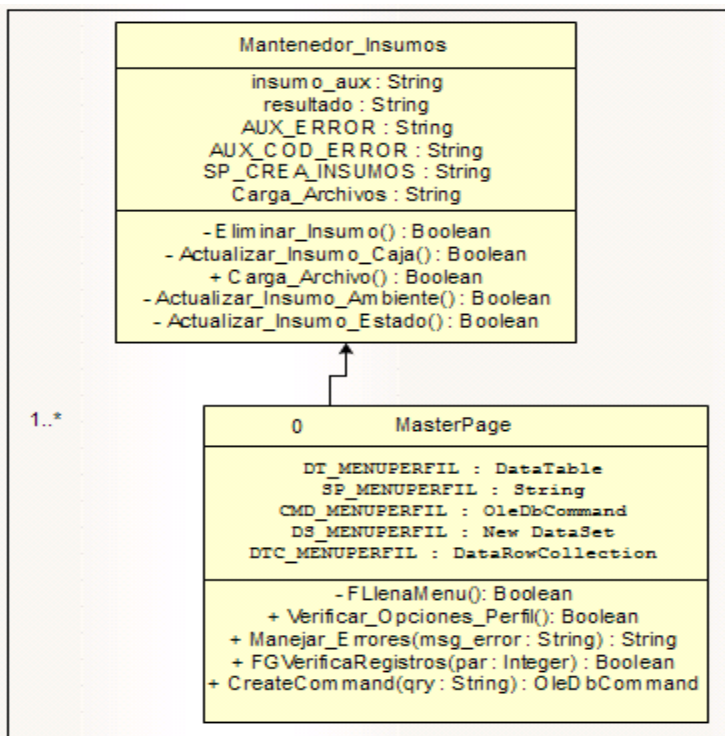 Mantenedor_Insumos
insumo_aux : String
resultado : String
AUX_ERROR : String
AUX_COD_ERROR : String
SP_CREA_INSUMOS : String
Carga_Archivos : String
- Eliminar_Insumo() : Boolean
- Actualizar_Insumo_Caja() : Boolean
+ Carga_Archivo() : Boolean
- Actualizar_Insumo_Ambiente() : Boolean
- Actualizar_Insumo_Estado() : Boolean
1..*
0 MasterPage
DT_MENUPERFIL : DataTable
SP_MENUPERFIL : String
CMD_MENUPERFIL : OleDbCommand
DS_MENUPERFIL : New DataSet
DTC_MENUPERFIL : DataRowCollection
- FLlenaMenu(): Boolean
+ Verificar_Opciones_Perfil(): Boolean
+ Manejar_Errores(msg_error : String) : String
+ FGVerificaRegistros(par : Integer) : Boolean
+ CreateCommand(qry : String) : OleDbCommand